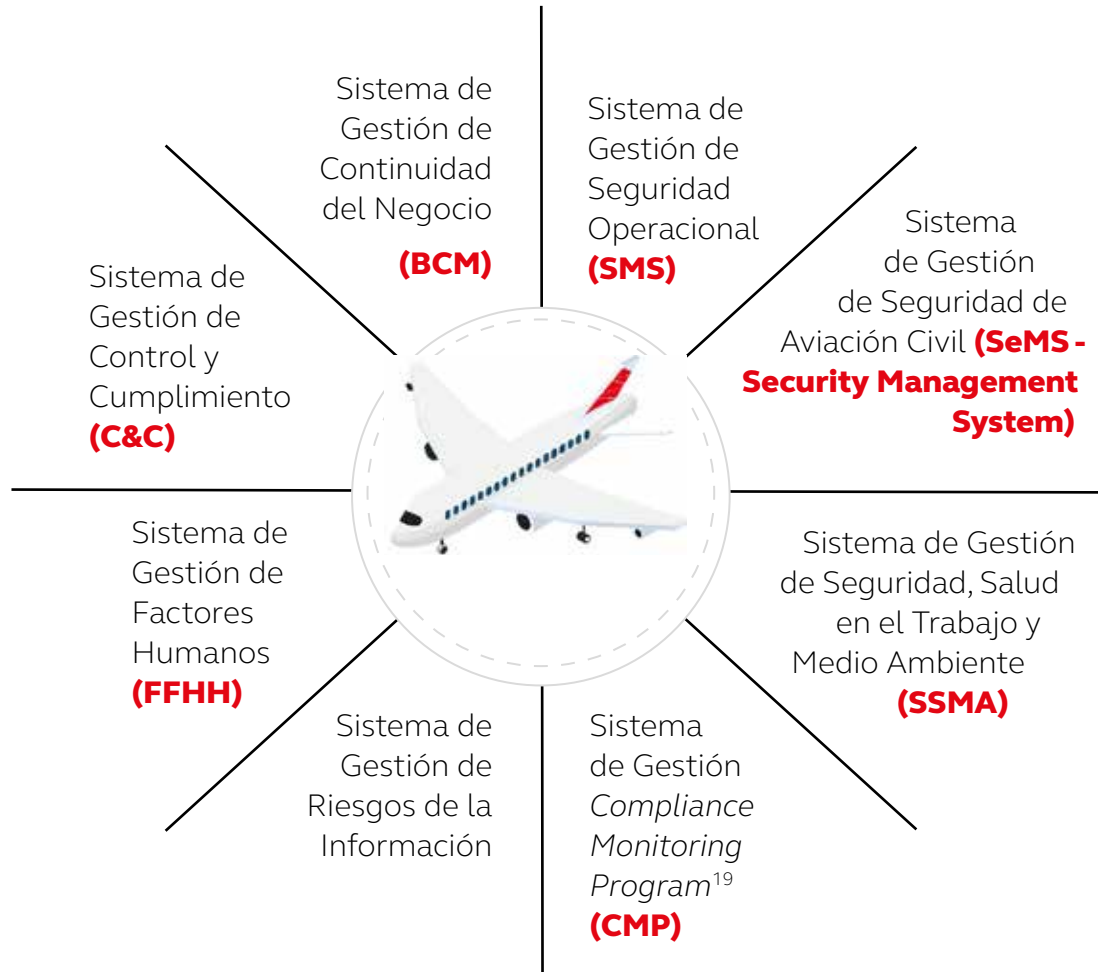 Sistema de
Gestión de
Continuidad
del Negocio
(BCM)
Sistema de
Gestión de
Seguridad
Operacional
(SMS)
Sistema
de Gestión
de Seguridad de
Aviación Civil (SeMS -
Security Management
System)
Sistema de Gestión
de Seguridad, Salud
en el Trabajo y
Medio Ambiente
(SSMA)
Sistema
de Gestión
Compliance
Monitoring
Program¹⁹
(CMP)
Sistema de
Gestión de
Riesgos de la
Información
Sistema de
Gestión de
Factores
Humanos
(FFHH)
Sistema de
Gestión de
Control y
Cumplimiento
(C&C)